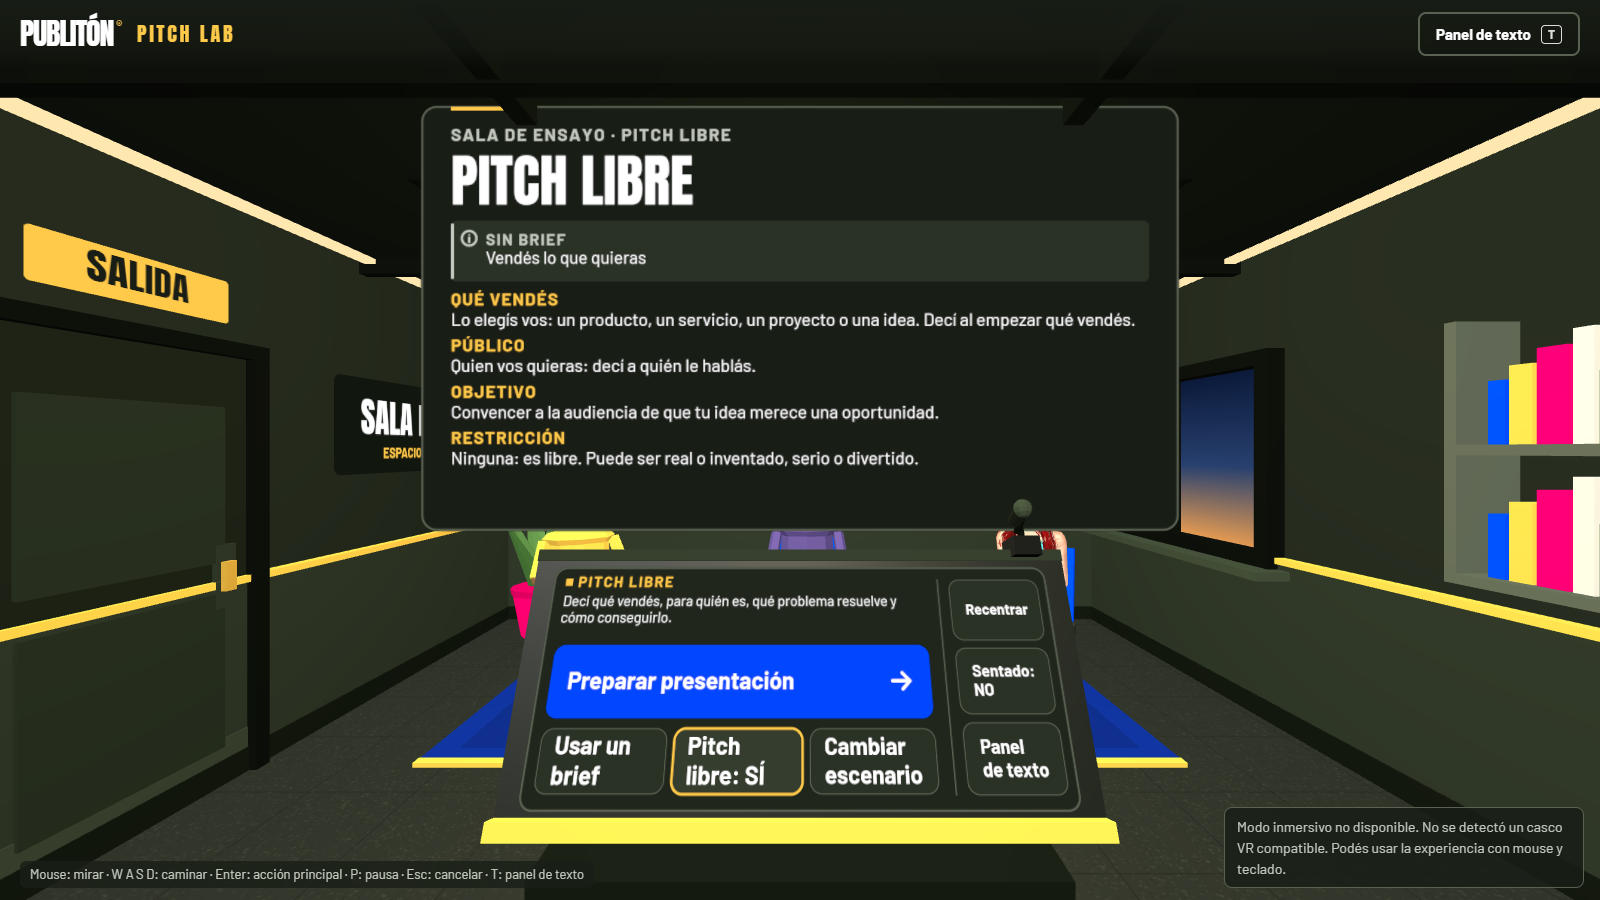 PUBLITÓN® PITCH LAB
Panel de texto T
SALIDA
SALA
ESPACIO
SALA DE ENSAYO · PITCH LIBRE
PITCH LIBRE
SIN BRIEF
Vendés lo que quieras
QUÉ VENDÉS
Lo elegís vos: un producto, un servicio, un proyecto o una idea. Decí al empezar qué vendés.
PÚBLICO
Quien vos quieras: decí a quién le hablás.
OBJETIVO
Convencer a la audiencia de que tu idea merece una oportunidad.
RESTRICCIÓN
Ninguna: es libre. Puede ser real o inventado, serio o divertido.
PITCH LIBRE
Decí qué vendés, para quién es, qué problema resuelve y
cómo conseguirlo.
Preparar presentación →
Usar un
brief
Pitch
libre: SÍ
Cambiar
escenario
Recentrar
Sentado:
NO
Panel
de texto
Mouse: mirar · W A S D: caminar · Enter: acción principal · P: pausa · Esc: cancelar · T: panel de texto
Modo inmersivo no disponible. No se detectó un casco
VR compatible. Podés usar la experiencia con mouse y
teclado.